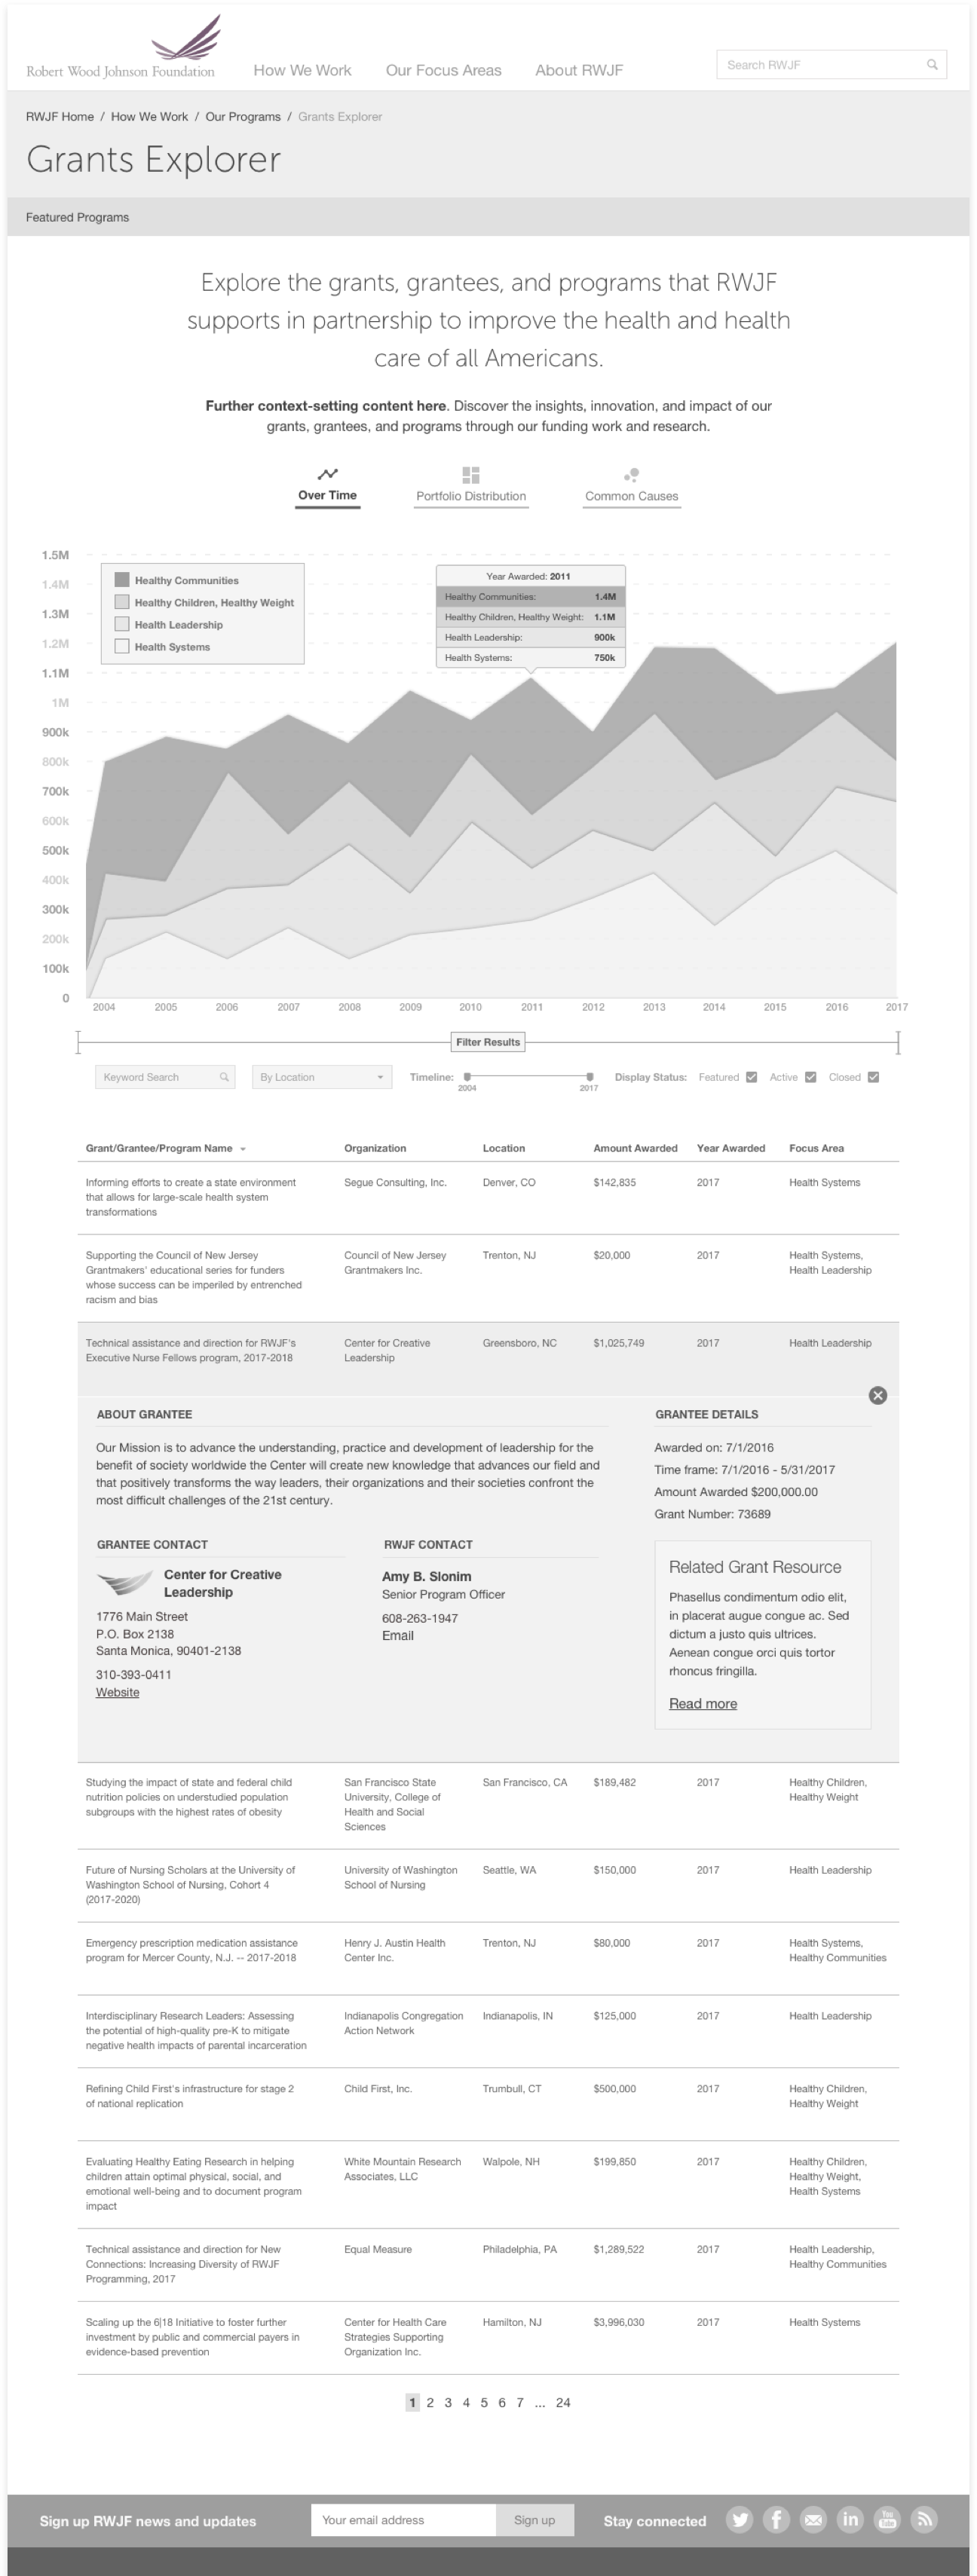 Robert Wood Johnson Foundation
How We Work
Our Focus Areas
About RWJF
Search RWJF
RWJF Home / How We Work / Our Programs / Grants Explorer
Grants Explorer
Featured Programs
Explore the grants, grantees, and programs that RWJF
supports in partnership to improve the health and health
care of all Americans.
Further context-setting content here. Discover the insights, innovation, and impact of our
grants, grantees, and programs through our funding work and research.
Over Time
Portfolio Distribution
Common Causes
1.5M
1.4M
1.3M
1.2M
1.1M
1M
900k
800k
700k
600k
500k
400k
300k
200k
100k
0
Healthy Communities
Healthy Children, Healthy Weight
Health Leadership
Health Systems
Year Awarded: 2011
Healthy Communities: 1.4M
Healthy Children, Healthy Weight: 1.1M
Health Leadership: 900k
Health Systems: 750k
2004 2005 2006 2007 2008 2009 2010 2011 2012 2013 2014 2015 2016 2017
Filter Results
Keyword Search
By Location
Timeline:
2004
2017
Display Status: Featured Active Closed
Grant/Grantee/Program Name
Organization
Location
Amount Awarded
Year Awarded
Focus Area
Informing efforts to create a state environment
that allows for large-scale health system
transformations
Segue Consulting, Inc.
Denver, CO
$142,835
2017
Health Systems
Supporting the Council of New Jersey
Grantmakers' educational series for funders
whose success can be imperiled by entrenched
racism and bias
Council of New Jersey
Grantmakers Inc.
Trenton, NJ
$20,000
2017
Health Systems,
Health Leadership
Technical assistance and direction for RWJF's
Executive Nurse Fellows program, 2017-2018
Center for Creative
Leadership
Greensboro, NC
$1,025,749
2017
Health Leadership
ABOUT GRANTEE
Our Mission is to advance the understanding, practice and development of leadership for the
benefit of society worldwide the Center will create new knowledge that advances our field and
that positively transforms the way leaders, their organizations and their societies confront the
most difficult challenges of the 21st century.
GRANTEE CONTACT
Center for Creative
Leadership
1776 Main Street
P.O. Box 2138
Santa Monica, 90401-2138
310-393-0411
Website
RWJF CONTACT
Amy B. Slonim
Senior Program Officer
608-263-1947
Email
GRANTEE DETAILS
Awarded on: 7/1/2016
Time frame: 7/1/2016 - 5/31/2017
Amount Awarded $200,000.00
Grant Number: 73689
Related Grant Resource
Phasellus condimentum odio elit,
in placerat augue congue ac. Sed
dictum a justo quis ultrices.
Aenean congue orci quis tortor
rhoncus fringilla.
Read more
Studying the impact of state and federal child
nutrition policies on understudied population
subgroups with the highest rates of obesity
San Francisco State
University, College of
Health and Social
Sciences
San Francisco, CA
$189,482
2017
Healthy Children,
Healthy Weight
Future of Nursing Scholars at the University of
Washington School of Nursing, Cohort 4
(2017-2020)
University of Washington
School of Nursing
Seattle, WA
$150,000
2017
Health Leadership
Emergency prescription medication assistance
program for Mercer County, N.J. -- 2017-2018
Henry J. Austin Health
Center Inc.
Trenton, NJ
$80,000
2017
Health Systems,
Healthy Communities
Interdisciplinary Research Leaders: Assessing
the potential of high-quality pre-K to mitigate
negative health impacts of parental incarceration
Indianapolis Congregation
Action Network
Indianapolis, IN
$125,000
2017
Health Leadership
Refining Child First's infrastructure for stage 2
of national replication
Child First, Inc.
Trumbull, CT
$500,000
2017
Healthy Children,
Healthy Weight
Evaluating Healthy Eating Research in helping
children attain optimal physical, social, and
emotional well-being and to document program
impact
White Mountain Research
Associates, LLC
Walpole, NH
$199,850
2017
Healthy Children,
Healthy Weight,
Health Systems
Technical assistance and direction for New
Connections: Increasing Diversity of RWJF
Programming, 2017
Equal Measure
Philadelphia, PA
$1,289,522
2017
Health Leadership,
Healthy Communities
Scaling up the 6|18 Initiative to foster further
investment by public and commercial payers in
evidence-based prevention
Center for Health Care
Strategies Supporting
Organization Inc.
Hamilton, NJ
$3,996,030
2017
Health Systems
1 2 3 4 5 6 7 ... 24
Sign up RWJF news and updates
Your email address
Sign up
Stay connected
in
You
Tube